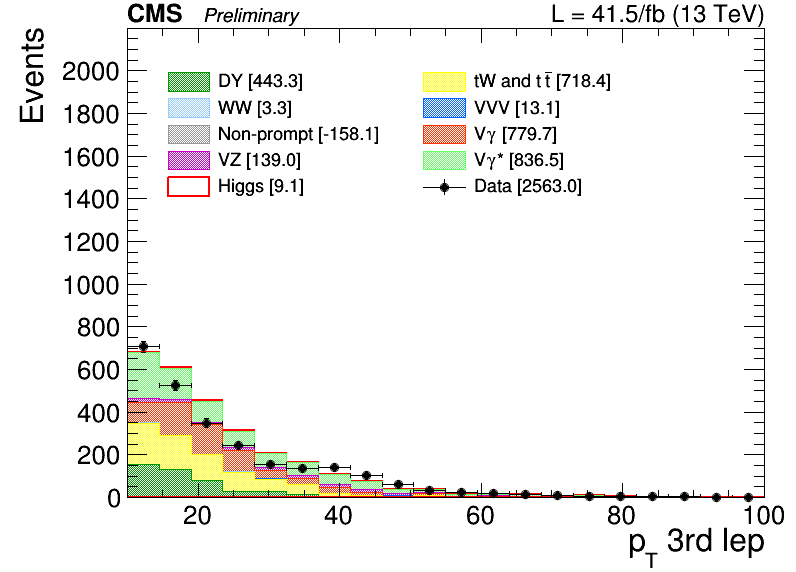 CMS Preliminary L = 41.5/fb (13 TeV)
Events
2000
1800
1600
1400
1200
1000
800
600
400
200
0
DY [443.3]
WW [3.3]
Non-prompt [-158.1]
VZ [139.0]
Higgs [9.1]
tW and tt̅ [718.4]
VVV [13.1]
Vγ [779.7]
Vγ* [836.5]
Data [2563.0]
20 40 60 80 100
p_T 3rd lep